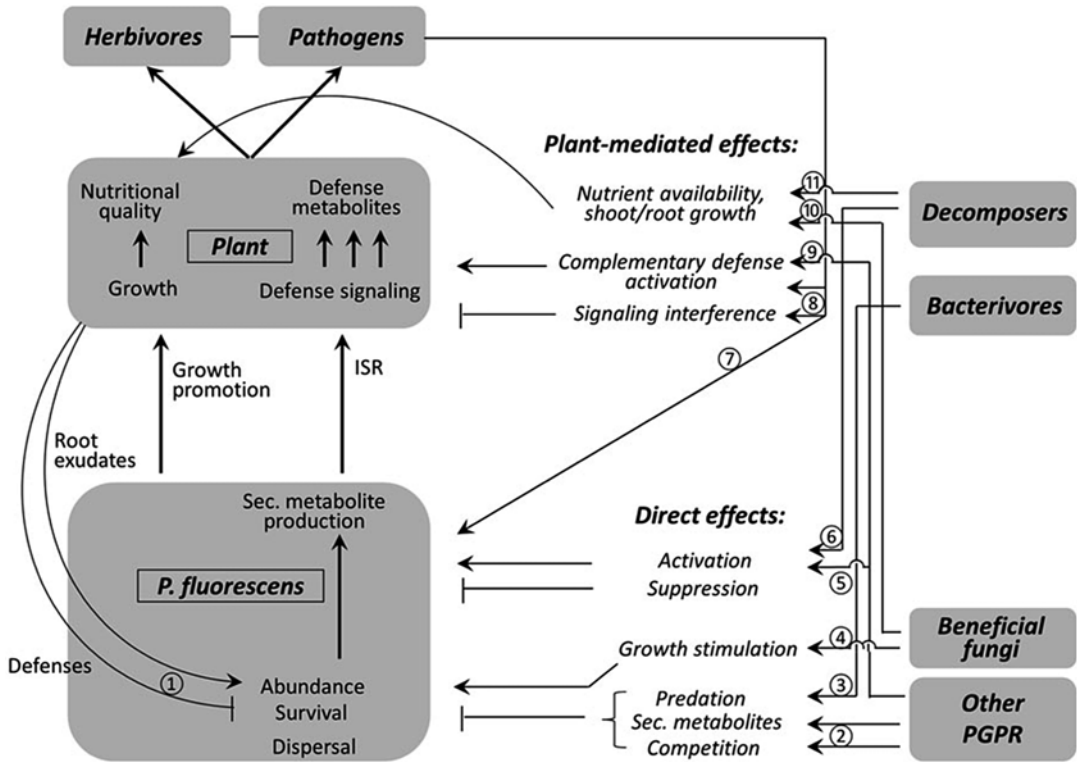 Herbivores
Pathogens
Plant-mediated effects:
Nutritional
quality
Defense
metabolites
Plant
Growth
Defense signaling
Nutrient availability,
shoot/root growth
11
10
Decomposers
Complementary defense
activation
9
Signaling interference
8
Bacterivores
7
Growth
promotion
ISR
Root
exudates
Sec. metabolite
production
P. fluorescens
Direct effects:
6
Activation
Suppression
5
Defenses
1
Abundance
Survival
Dispersal
Growth stimulation
4
Beneficial
fungi
Predation
3
Sec. metabolites
Competition
2
Other
PGPR